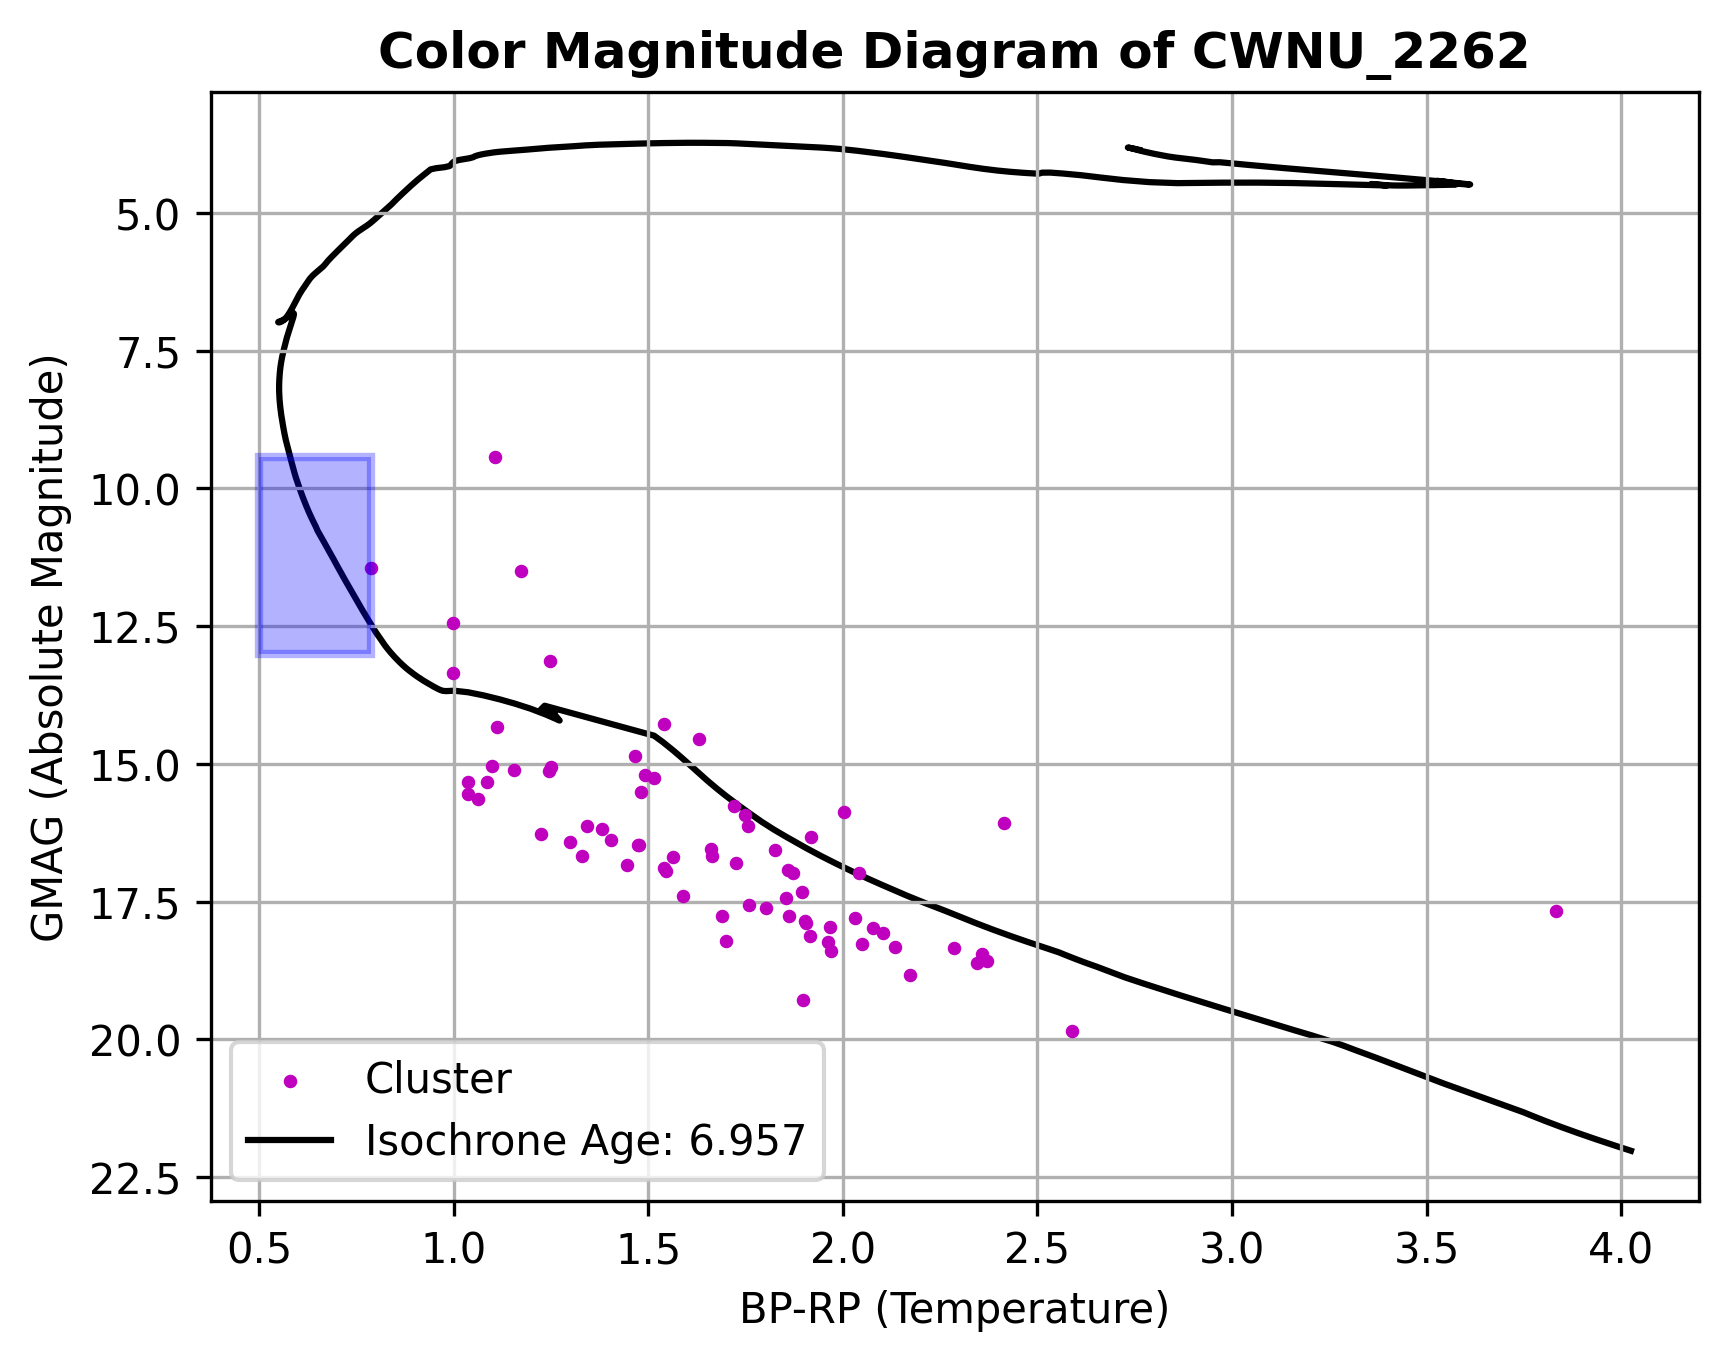 Color Magnitude Diagram of CWNU_2262
GMAG (Absolute Magnitude)
5.0
7.5
10.0
12.5
15.0
17.5
20.0
22.5
Cluster
Isochrone Age: 6.957
0.5 1.0 1.5 2.0 2.5 3.0 3.5 4.0
BP-RP (Temperature)